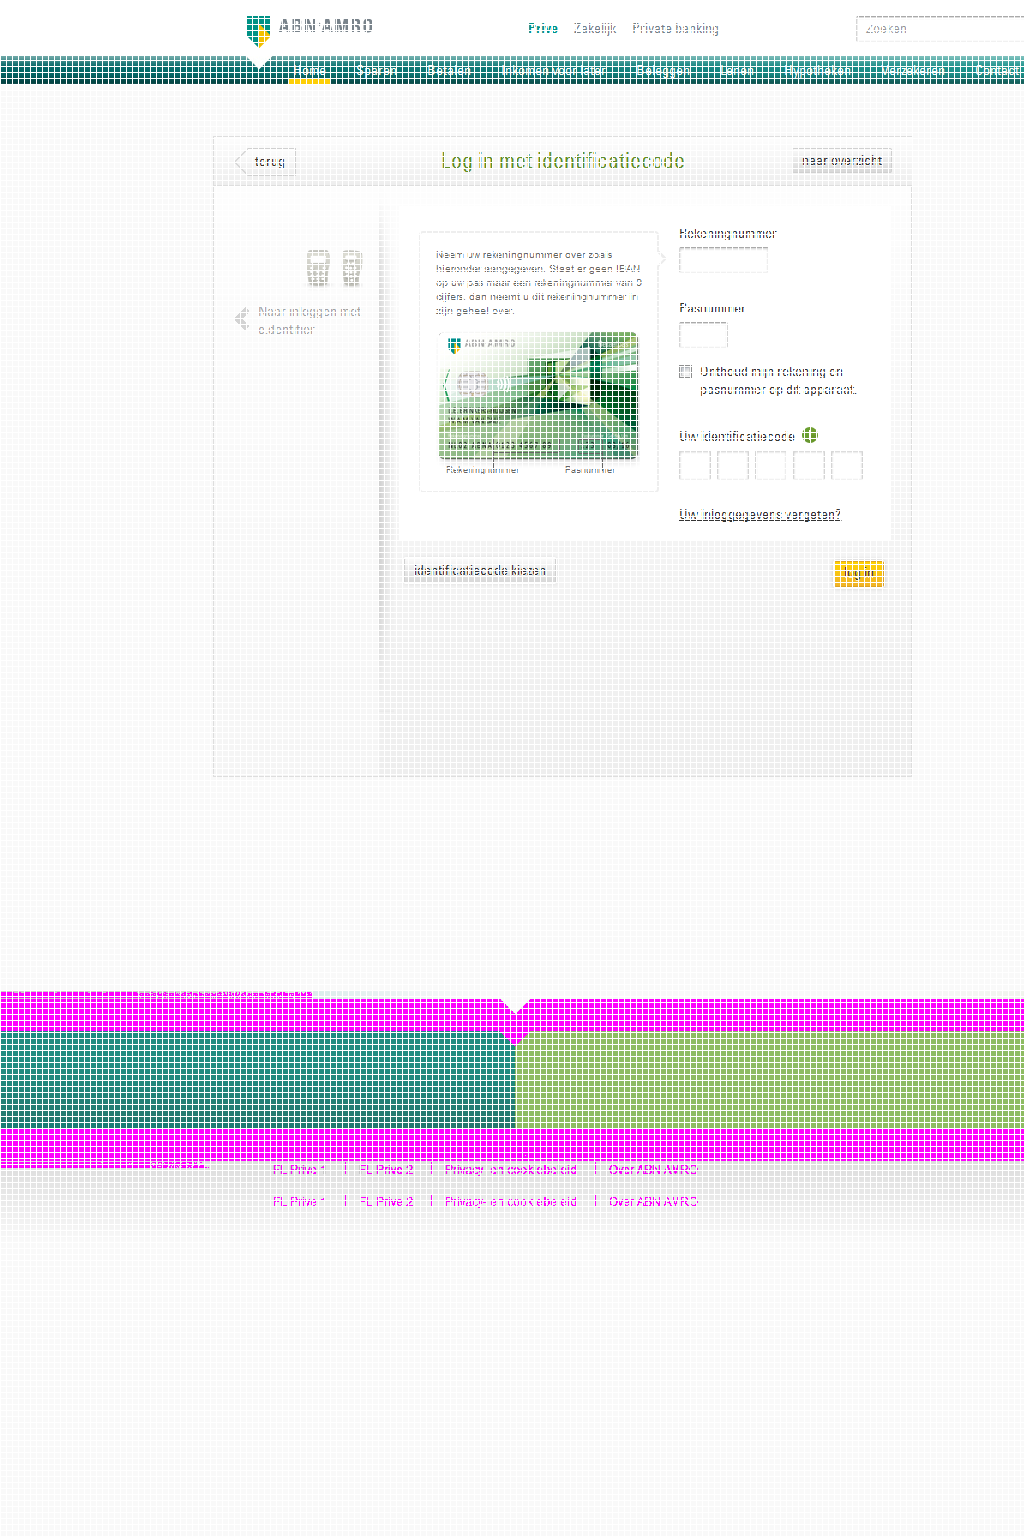 ABN·AMRO
Prive Zakelijk Private banking
Zoeken
Home Sparen Betalen Inkomen voor later Beleggen Lenen Hypotheken Verzekeren Contact
terug
Log in met identificatiecode
naar overzicht
Neem uw rekeningnummer over zoals
hieronder aangegeven. Staat er geen IBAN
op uw pas maar een rekeningnummer van 9
cijfers, dan neemt u dit rekeningnummer in
zijn geheel over.
ABN·AMRO
Rekeningnummer Pasnummer
Naar inloggen met
e.dentifier
Rekeningnummer
Pasnummer
Onthoud mijn rekening en
pasnummer op dit apparaat.
Uw identificatiecode
Uw inloggegevens vergeten?
identificatiecode kiezen
log in
FL Prive 1 | FL Prive 2 | Privacy- en cookiebeleid | Over ABN AMRO
FL Prive 1 | FL Prive 2 | Privacy- en cookiebeleid | Over ABN AMRO